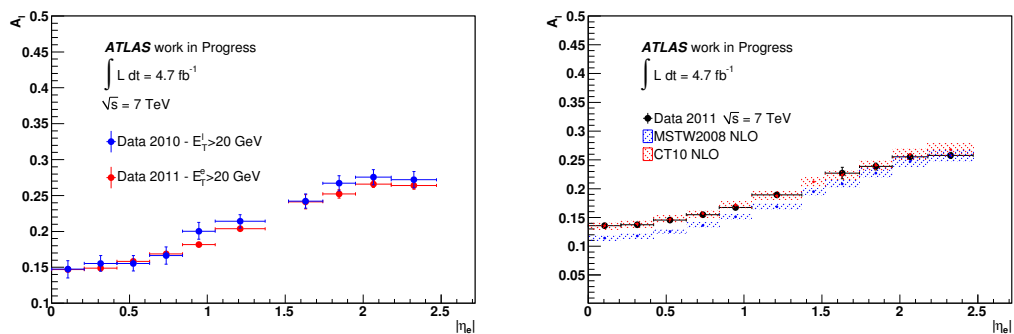 A_l
0.5
0.45
0.4
0.35
0.3
0.25
0.2
0.15
0.1
ATLAS work in Progress
∫ L dt = 4.7 fb⁻¹
√s = 7 TeV
Data 2010 - E_T^l>20 GeV
Data 2011 - E_T^e>20 GeV
0 0.5 1 1.5 2 2.5
|η_e|
A_l
0.5
0.45
0.4
0.35
0.3
0.25
0.2
0.15
0.1
0.05
ATLAS work in Progress
∫ L dt = 4.7 fb⁻¹
Data 2011 √s = 7 TeV
MSTW2008 NLO
CT10 NLO
0 0.5 1 1.5 2 2.5
|η_e|